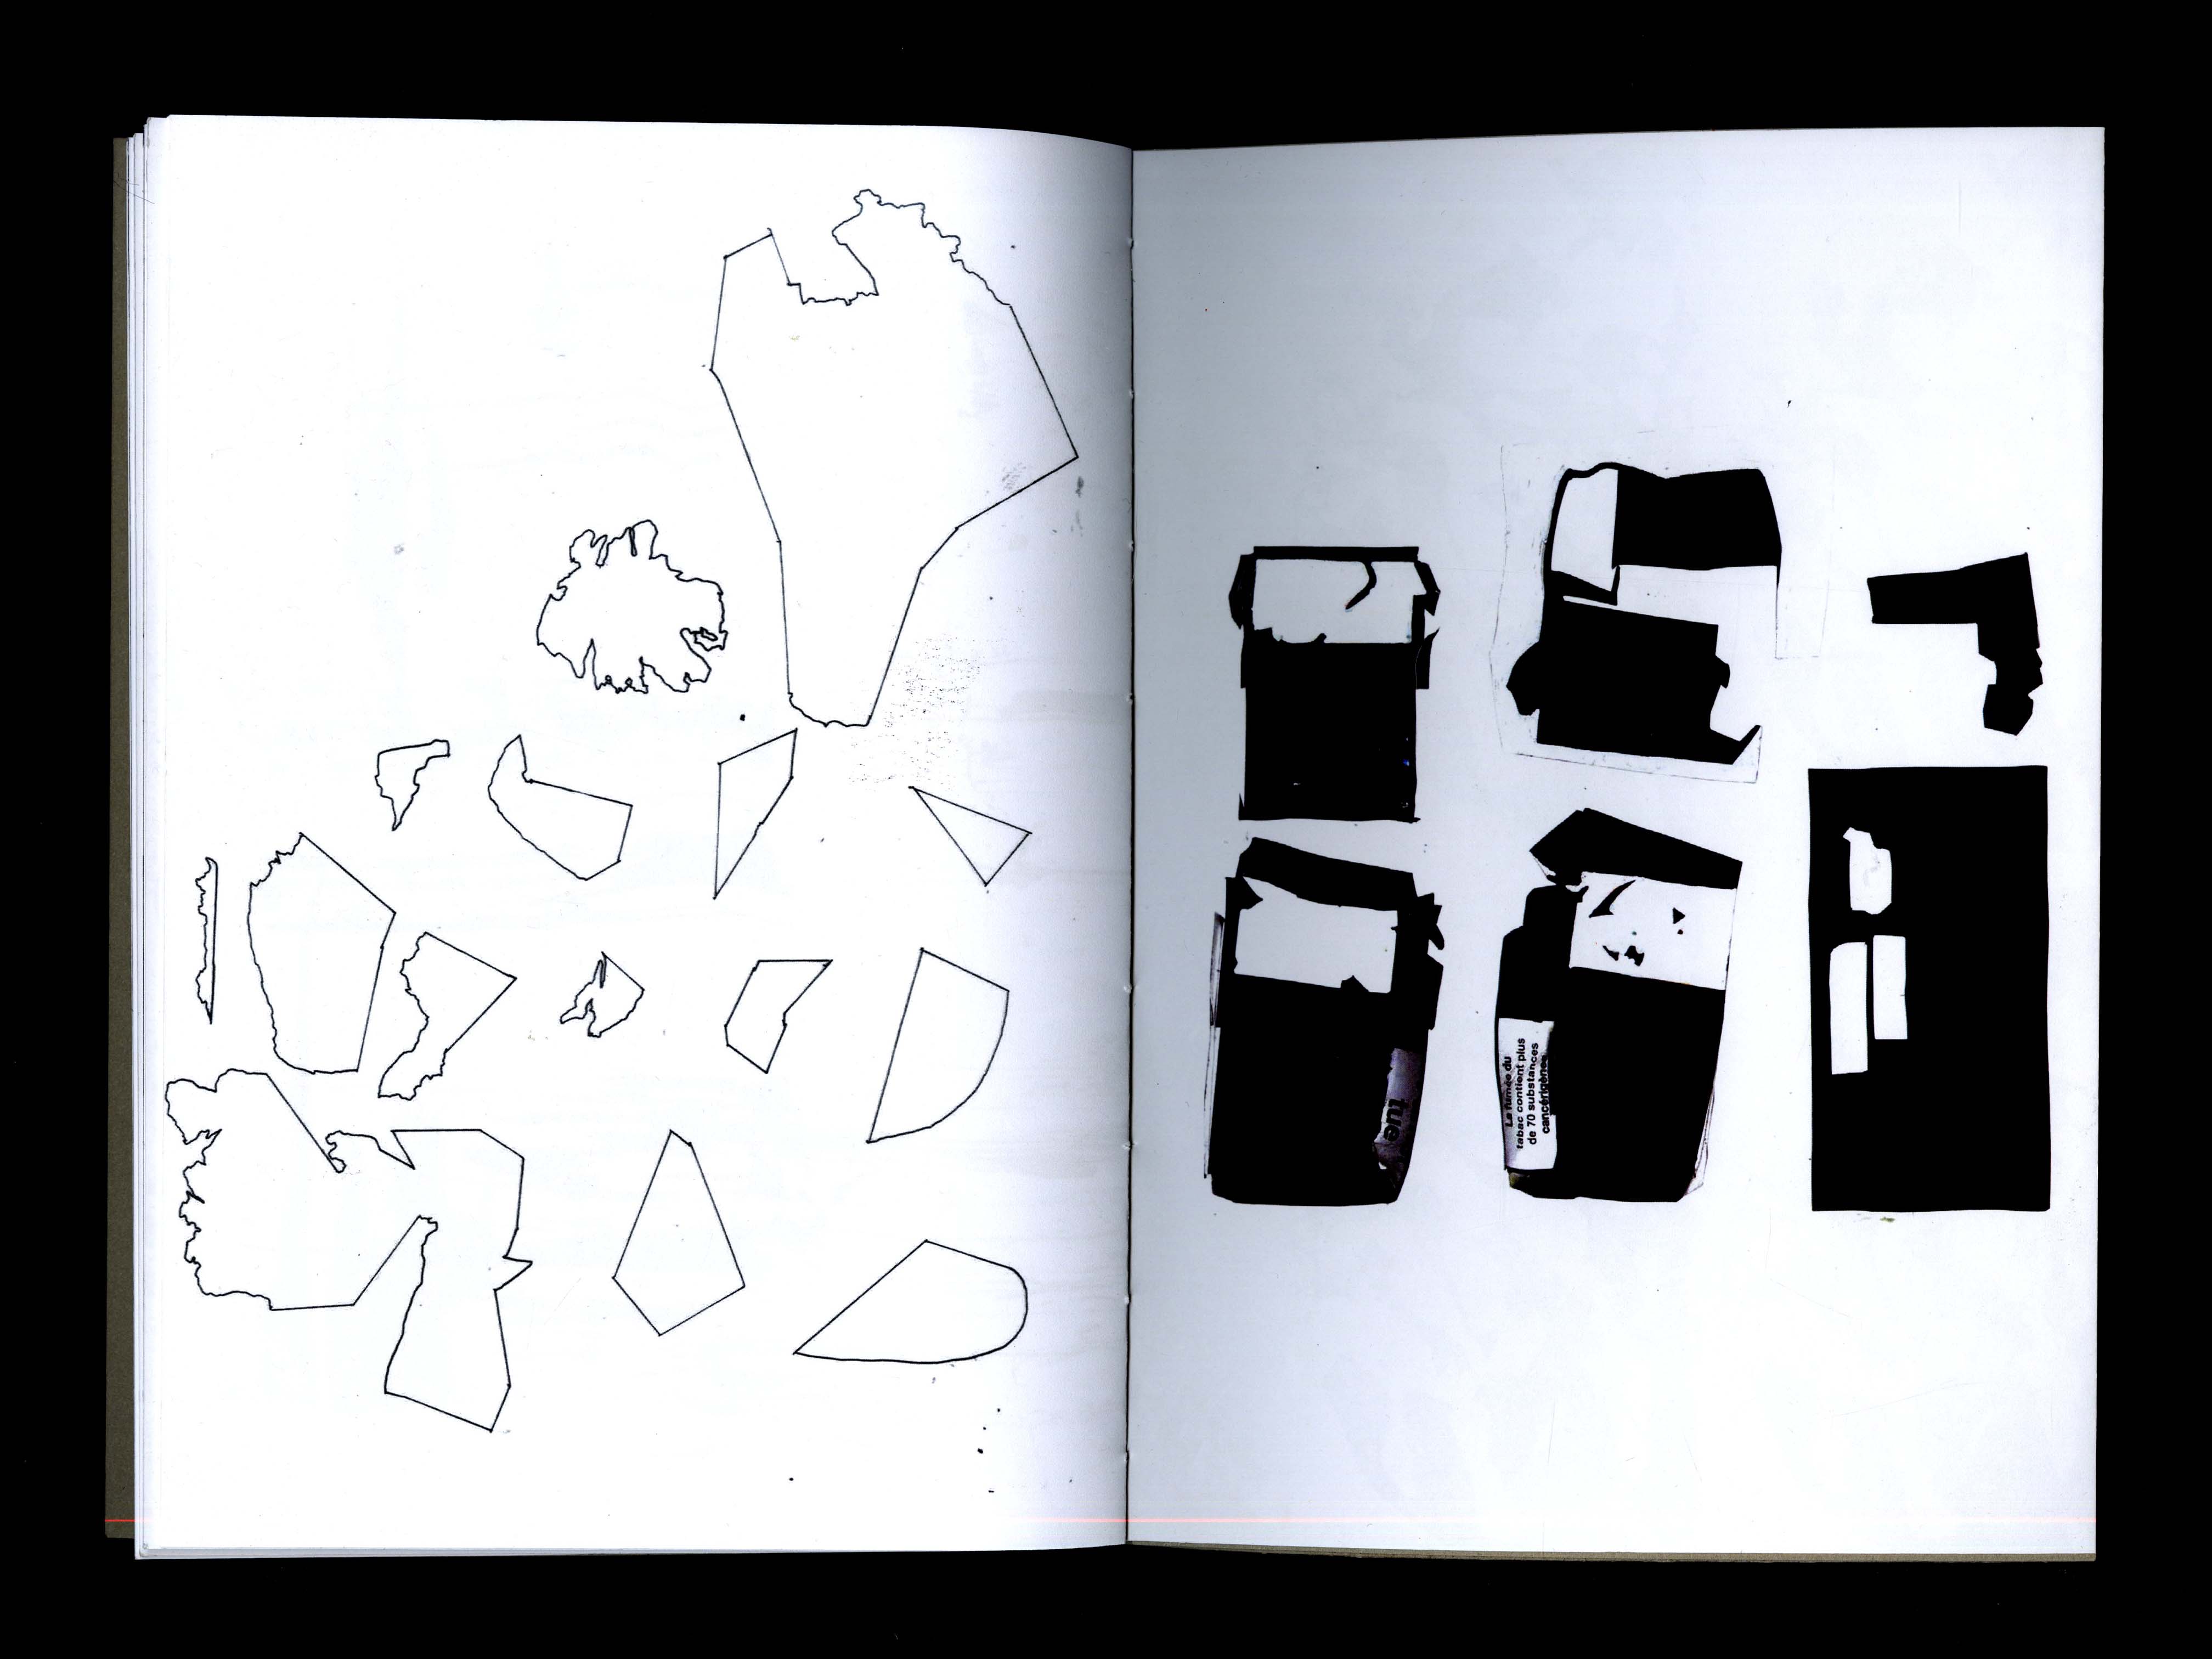 La fumée du
tabac contient plus
de 70 substances
cancérigènes
tue